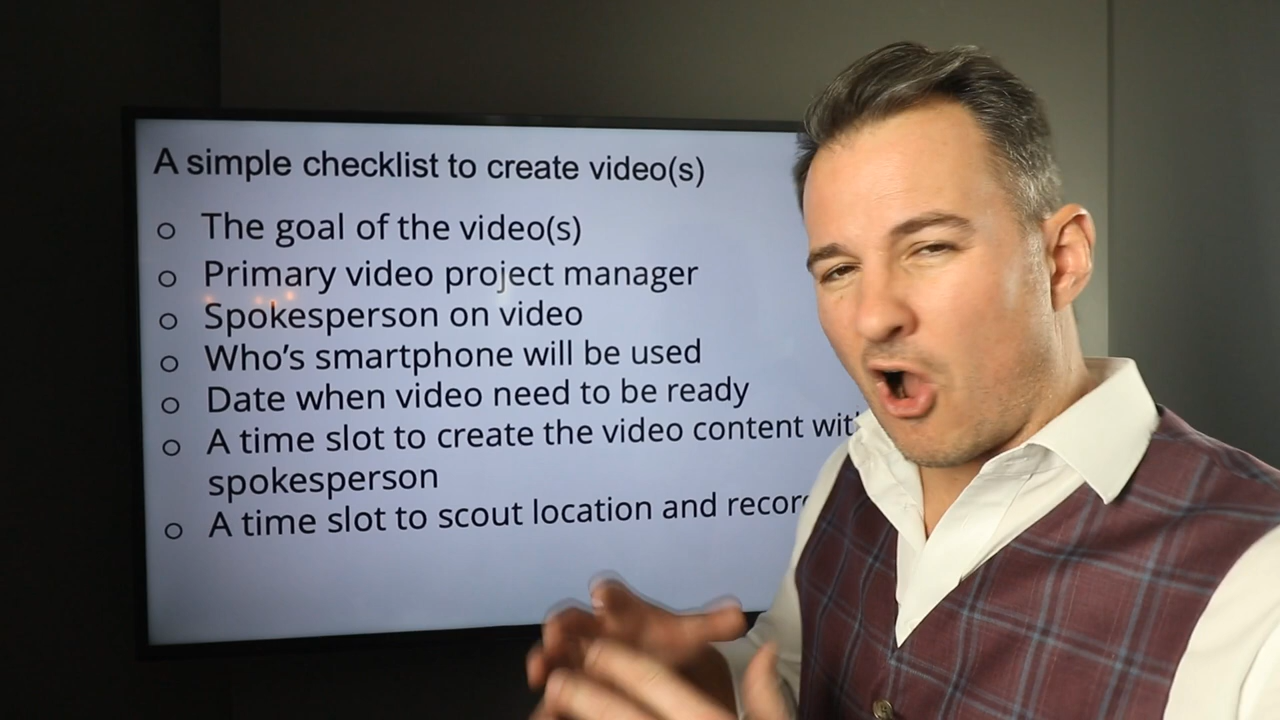 A simple checklist to create video(s)
The goal of the video(s)
Primary video project manager
Spokesperson on video
Who's smartphone will be used
Date when video need to be ready
A time slot to create the video content
spokesperson
A time slot to scout location and